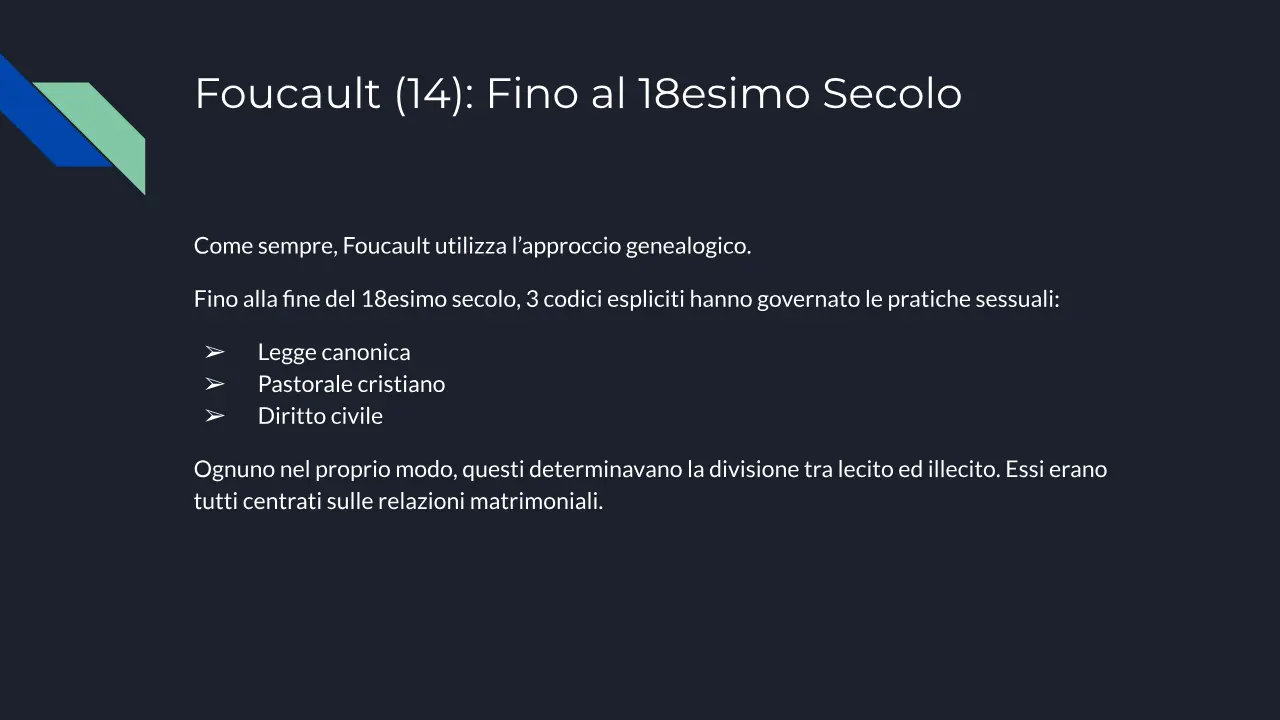 Foucault (14): Fino al 18esimo Secolo
Come sempre, Foucault utilizza l’approccio genealogico.
Fino alla fine del 18esimo secolo, 3 codici espliciti hanno governato le pratiche sessuali:
➢ Legge canonica
➢ Pastorale cristiano
➢ Diritto civile
Ognuno nel proprio modo, questi determinavano la divisione tra lecito ed illecito. Essi erano
tutti centrati sulle relazioni matrimoniali.